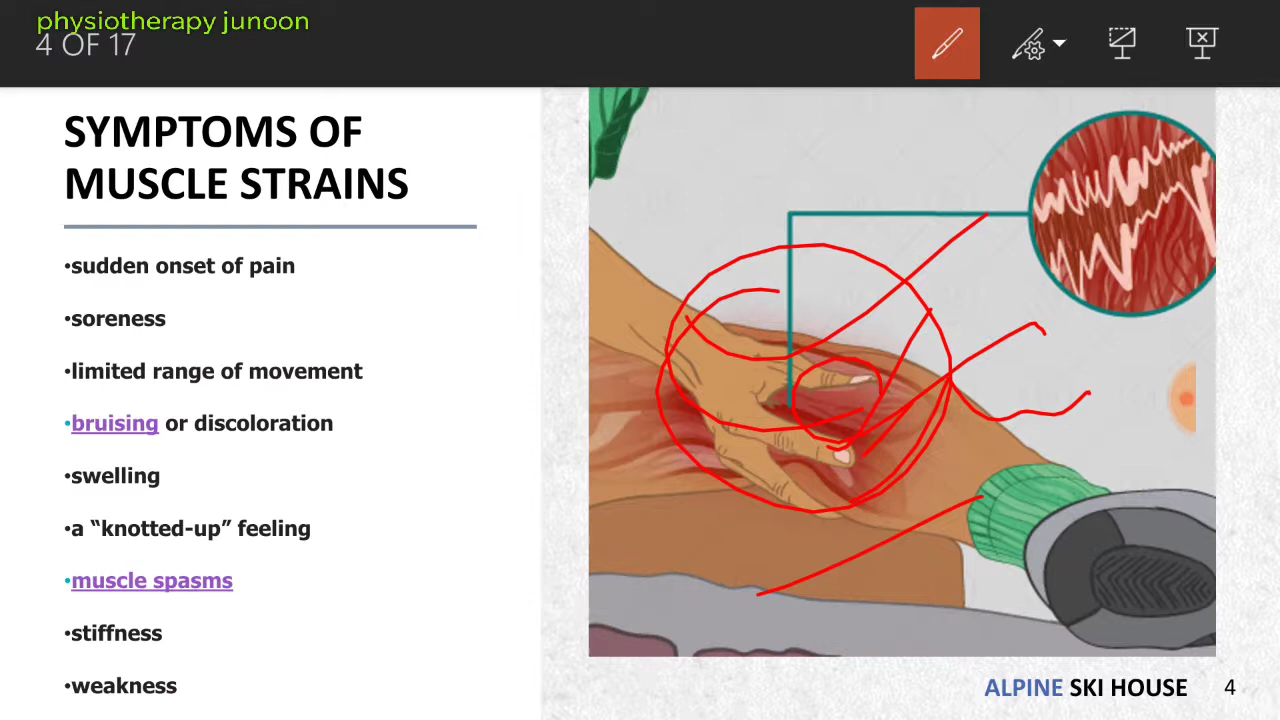 physiotherapy junoon
4 OF 17
SYMPTOMS OF
MUSCLE STRAINS
•sudden onset of pain
•soreness
•limited range of movement
•bruising or discoloration
•swelling
•a “knotted-up” feeling
•muscle spasms
•stiffness
•weakness
ALPINE SKI HOUSE 4